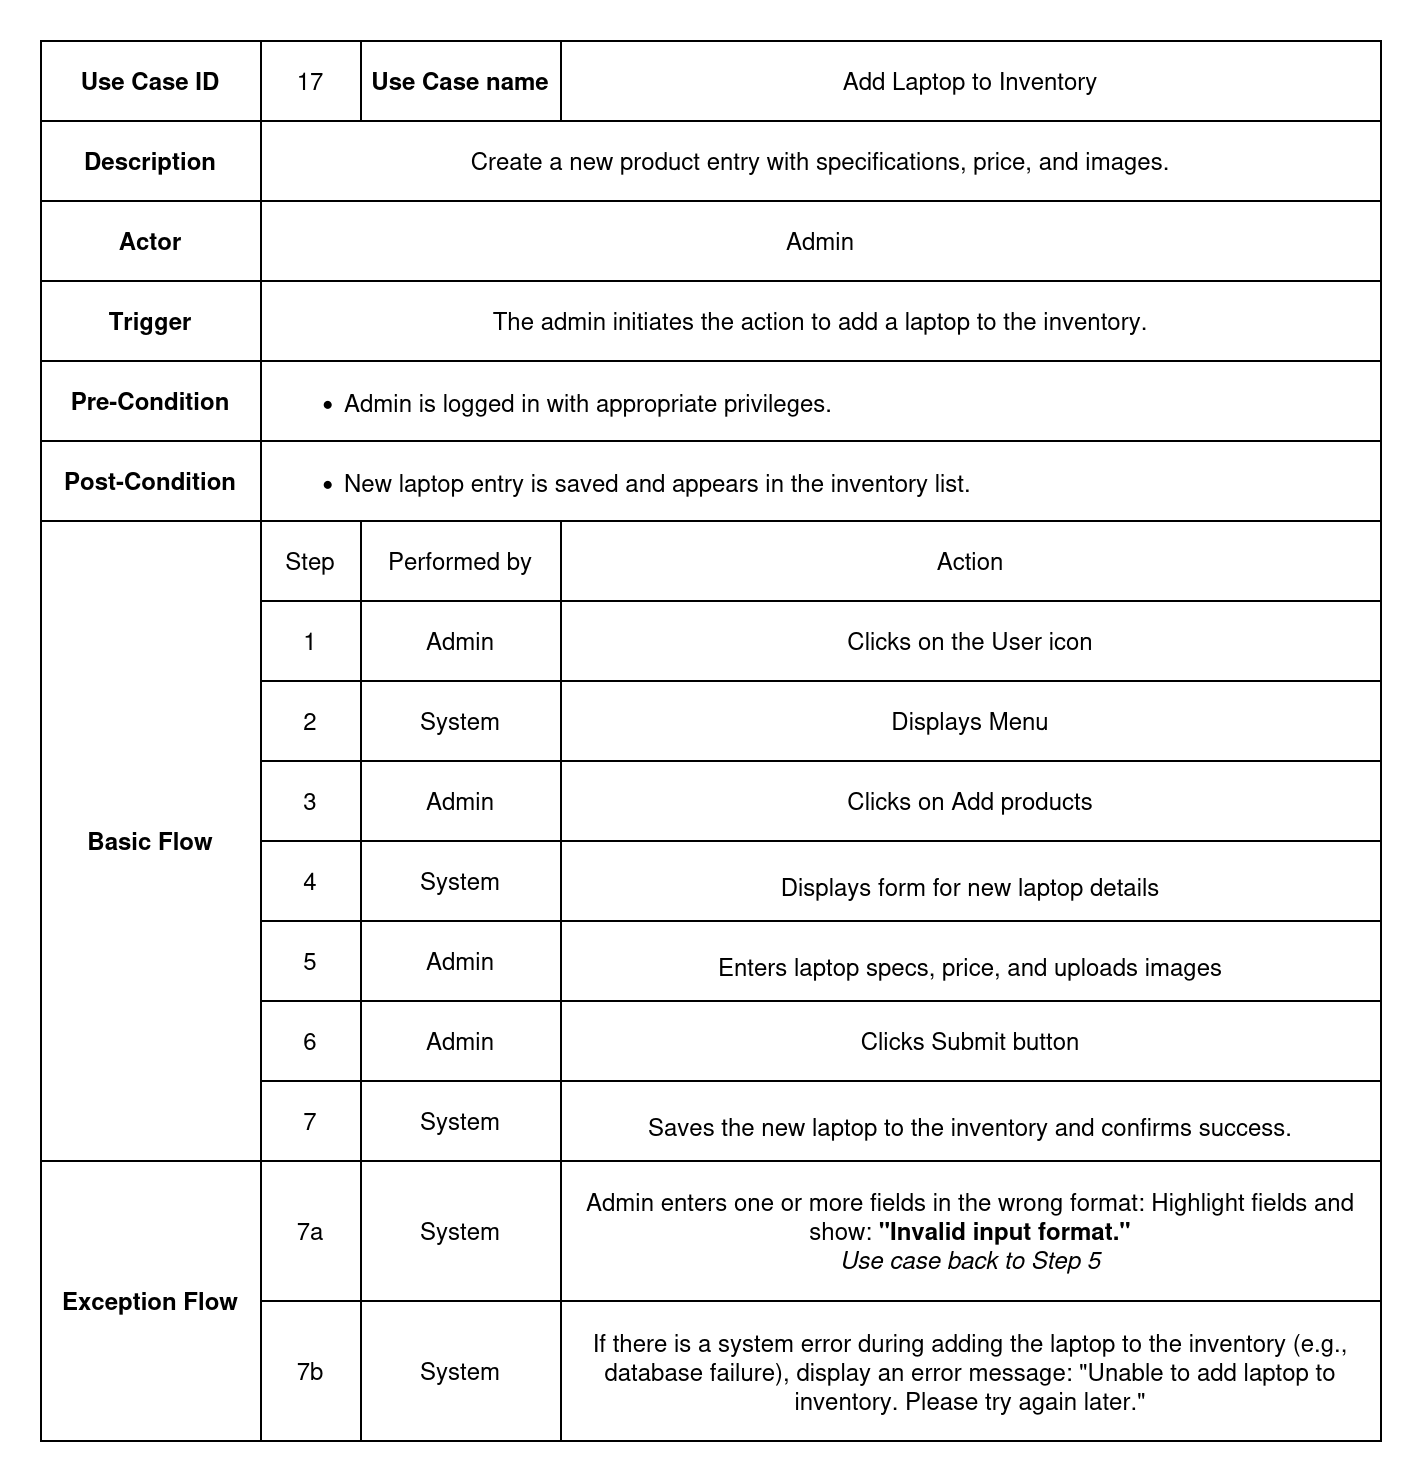 Use Case ID 17 Use Case name Add Laptop to Inventory
Description Create a new product entry with specifications, price, and images.
Actor Admin
Trigger The admin initiates the action to add a laptop to the inventory.
Pre-Condition • Admin is logged in with appropriate privileges.
Post-Condition • New laptop entry is saved and appears in the inventory list.
Basic Flow
Step Performed by Action
1 Admin Clicks on the User icon
2 System Displays Menu
3 Admin Clicks on Add products
4 System Displays form for new laptop details
5 Admin Enters laptop specs, price, and uploads images
6 Admin Clicks Submit button
7 System Saves the new laptop to the inventory and confirms success.
Exception Flow
7a System Admin enters one or more fields in the wrong format: Highlight fields and
show: "Invalid input format."
Use case back to Step 5
7b System If there is a system error during adding the laptop to the inventory (e.g.,
database failure), display an error message: "Unable to add laptop to
inventory. Please try again later."